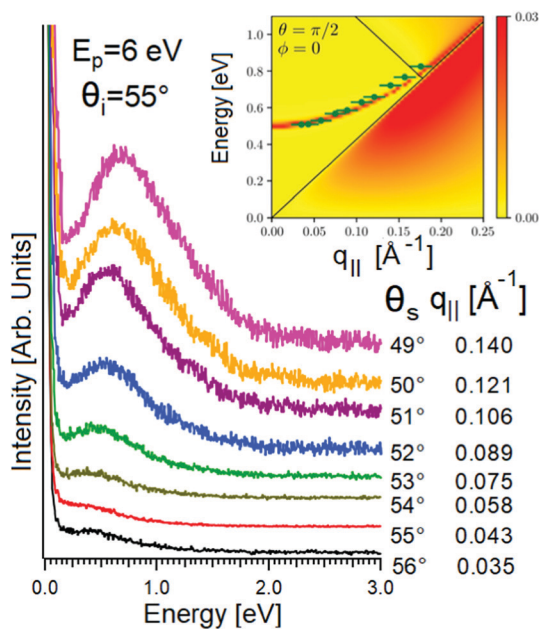 E_p=6 eV
θ_i=55°
θ = π/2
ϕ = 0
Energy [eV]
1.0
0.8
0.6
0.4
0.2
0.0
0.00 0.05 0.10 0.15 0.20 0.25
q_|| [Å⁻¹]
0.03
0.00
Intensity [Arb. Units]
θ_s q_|| [Å⁻¹]
49° 0.140
50° 0.121
51° 0.106
52° 0.089
53° 0.075
54° 0.058
55° 0.043
56° 0.035
0.0 1.0 2.0 3.0
Energy [eV]